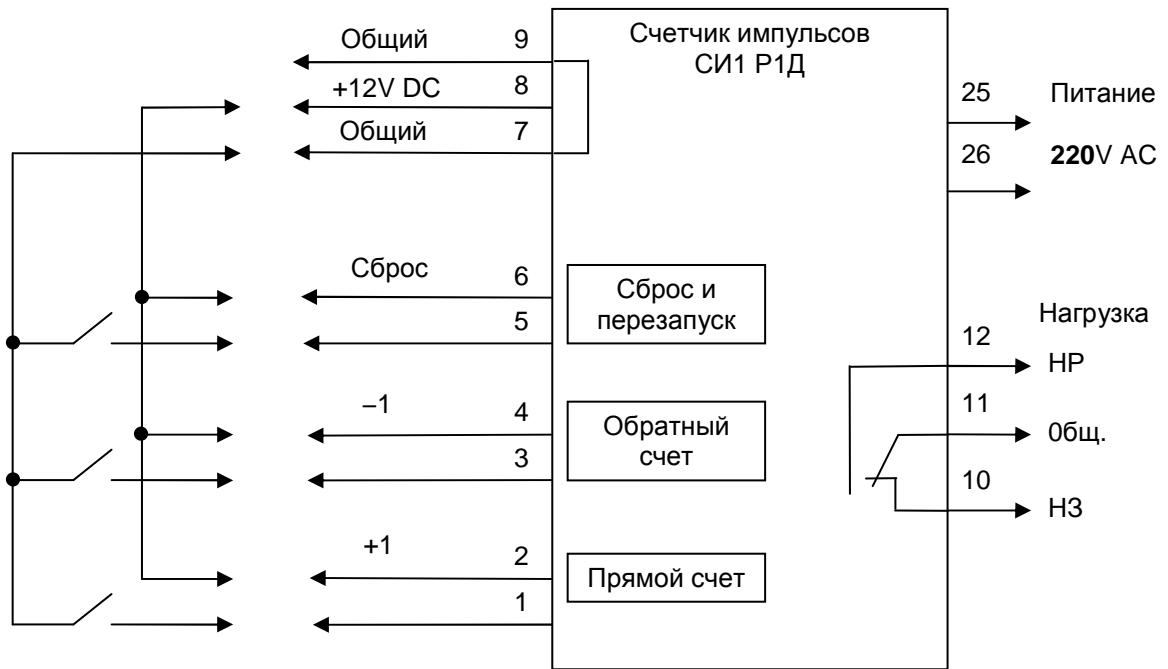 Счетчик импульсов
СИ1 Р1Д
Общий 9
+12V DC 8
Общий 7
25 Питание
26 220V AC
Сброс 6
5
Сброс и
перезапуск
Нагрузка
12
НР
11
0бщ.
10
НЗ
–1 4
3
Обратный
счет
+1 2
1
Прямой счет